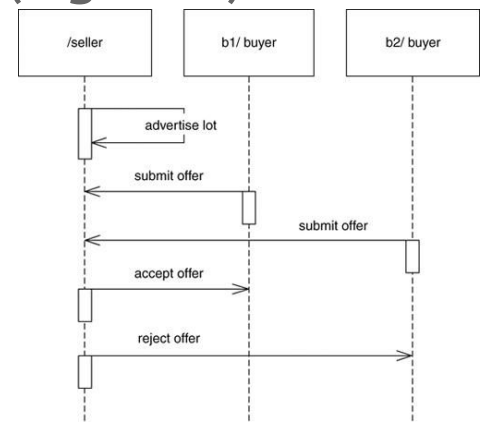 /seller
b1/ buyer
b2/ buyer
advertise lot
submit offer
submit offer
accept offer
reject offer